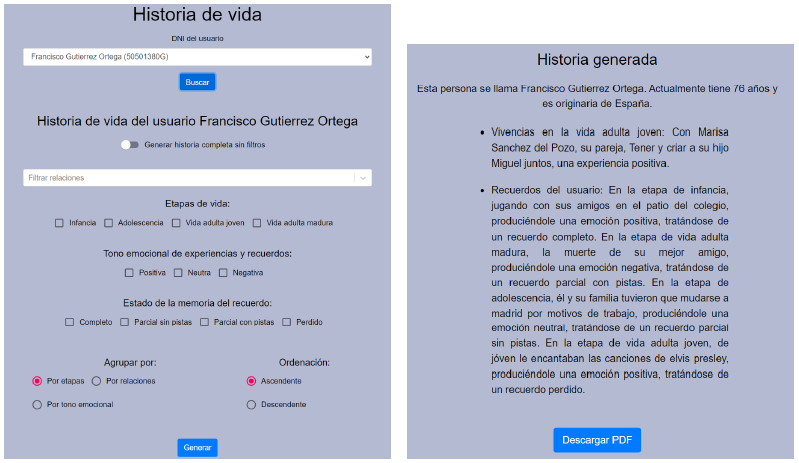 Historia de vida
DNI del usuario
Francisco Gutierrez Ortega (50501380G)
Buscar
Historia de vida del usuario Francisco Gutierrez Ortega
Generar historia completa sin filtros
Filtrar relaciones
Etapas de vida:
Infancia Adolescencia Vida adulta joven Vida adulta madura
Tono emocional de experiencias y recuerdos:
Positiva Neutra Negativa
Estado de la memoria del recuerdo:
Completo Parcial sin pistas Parcial con pistas Perdido
Agrupar por: Ordenación:
Por etapas Por relaciones Ascendente
Por tono emocional Descendente
Generar
Historia generada
Esta persona se llama Francisco Gutierrez Ortega. Actualmente tiene 76 años y
es originaria de España.
• Vivencias en la vida adulta joven: Con Marisa
Sanchez del Pozo, su pareja, Tener y criar a su hijo
Miguel juntos, una experiencia positiva.
• Recuerdos del usuario: En la etapa de infancia,
jugando con sus amigos en el patio del colegio,
produciéndole una emoción positiva, tratándose de
un recuerdo completo. En la etapa de vida adulta
madura, la muerte de su mejor amigo,
produciéndole una emoción negativa, tratándose de
un recuerdo parcial con pistas. En la etapa de
adolescencia, él y su familia tuvieron que mudarse a
madrid por motivos de trabajo, produciéndole una
emoción neutral, tratándose de un recuerdo parcial
sin pistas. En la etapa de vida adulta joven, de
jóven le encantaban las canciones de elvis presley,
produciéndole una emoción positiva, tratándose de
un recuerdo perdido.
Descargar PDF